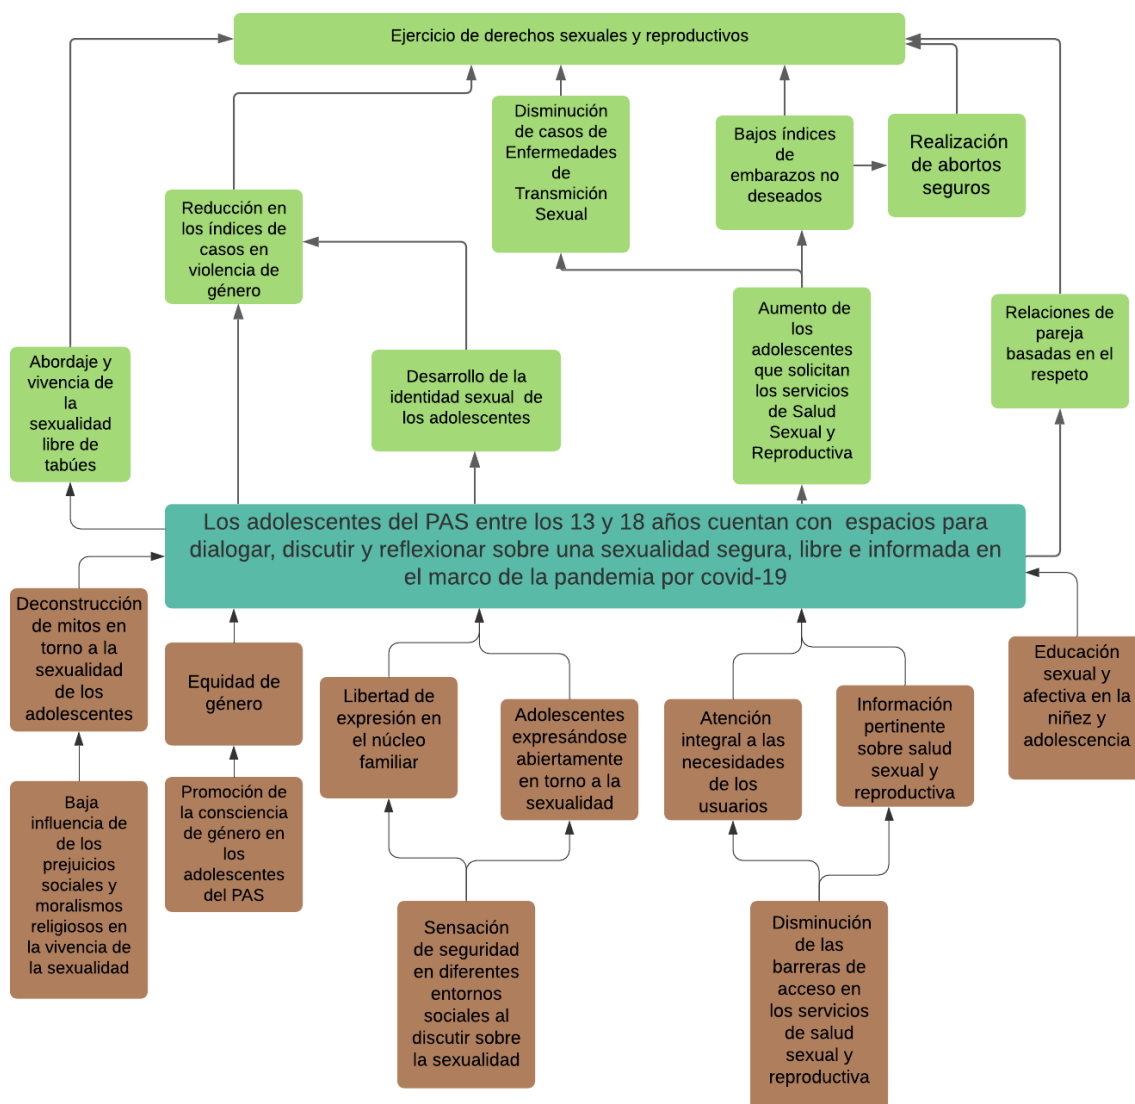 Ejercicio de derechos sexuales y reproductivos
Disminución
de casos de
Enfermedades
de
Transmición
Sexual
Bajos índices
de
embarazos no
deseados
Realización
de abortos
seguros
Reducción en
los índices de
casos en
violencia de
género
Abordaje y
vivencia de
la
sexualidad
libre de
tabúes
Desarrollo de la
identidad sexual de
los adolescentes
Aumento de
los
adolescentes
que solicitan
los servicios
de Salud
Sexual y
Reproductiva
Relaciones de
pareja
basadas en el
respeto
Los adolescentes del PAS entre los 13 y 18 años cuentan con espacios para
dialogar, discutir y reflexionar sobre una sexualidad segura, libre e informada en
el marco de la pandemia por covid-19
Deconstrucción
de mitos en
torno a la
sexualidad
de los
adolescentes
Equidad de
género
Libertad de
expresión en
el núcleo
familiar
Adolescentes
expresándose
abiertamente
en torno a la
sexualidad
Atención
integral a las
necesidades
de los
usuarios
Información
pertinente
sobre salud
sexual y
reproductiva
Educación
sexual y
afectiva en la
niñez y
adolescencia
Baja
influencia de
de los
prejuicios
sociales y
moralismos
religiosos en
la vivencia de
la sexualidad
Promoción de
la consciencia
de género en
los
adolescentes
del PAS
Sensación
de seguridad
en diferentes
entornos
sociales al
discutir sobre
la sexualidad
Disminución
de las
barreras de
acceso en
los servicios
de salud
sexual y
reproductiva